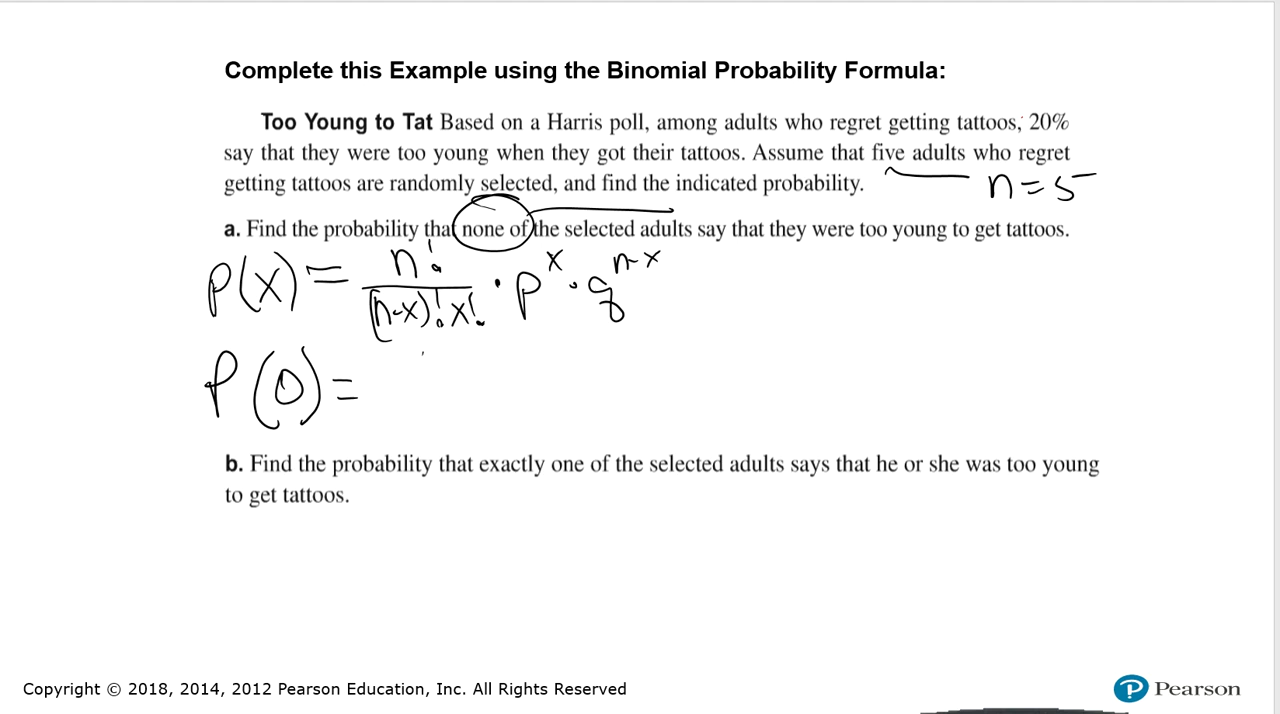 Complete this Example using the Binomial Probability Formula:
Too Young to Tat Based on a Harris poll, among adults who regret getting tattoos, 20%
say that they were too young when they got their tattoos. Assume that five adults who regret
getting tattoos are randomly selected, and find the indicated probability.
n=5
a. Find the probability that none of the selected adults say that they were too young to get tattoos.
P(x) = n!/(n-x)!x! · p^x · q^n-x
P(0) =
b. Find the probability that exactly one of the selected adults says that he or she was too young
to get tattoos.
Copyright © 2018, 2014, 2012 Pearson Education, Inc. All Rights Reserved
P Pearson